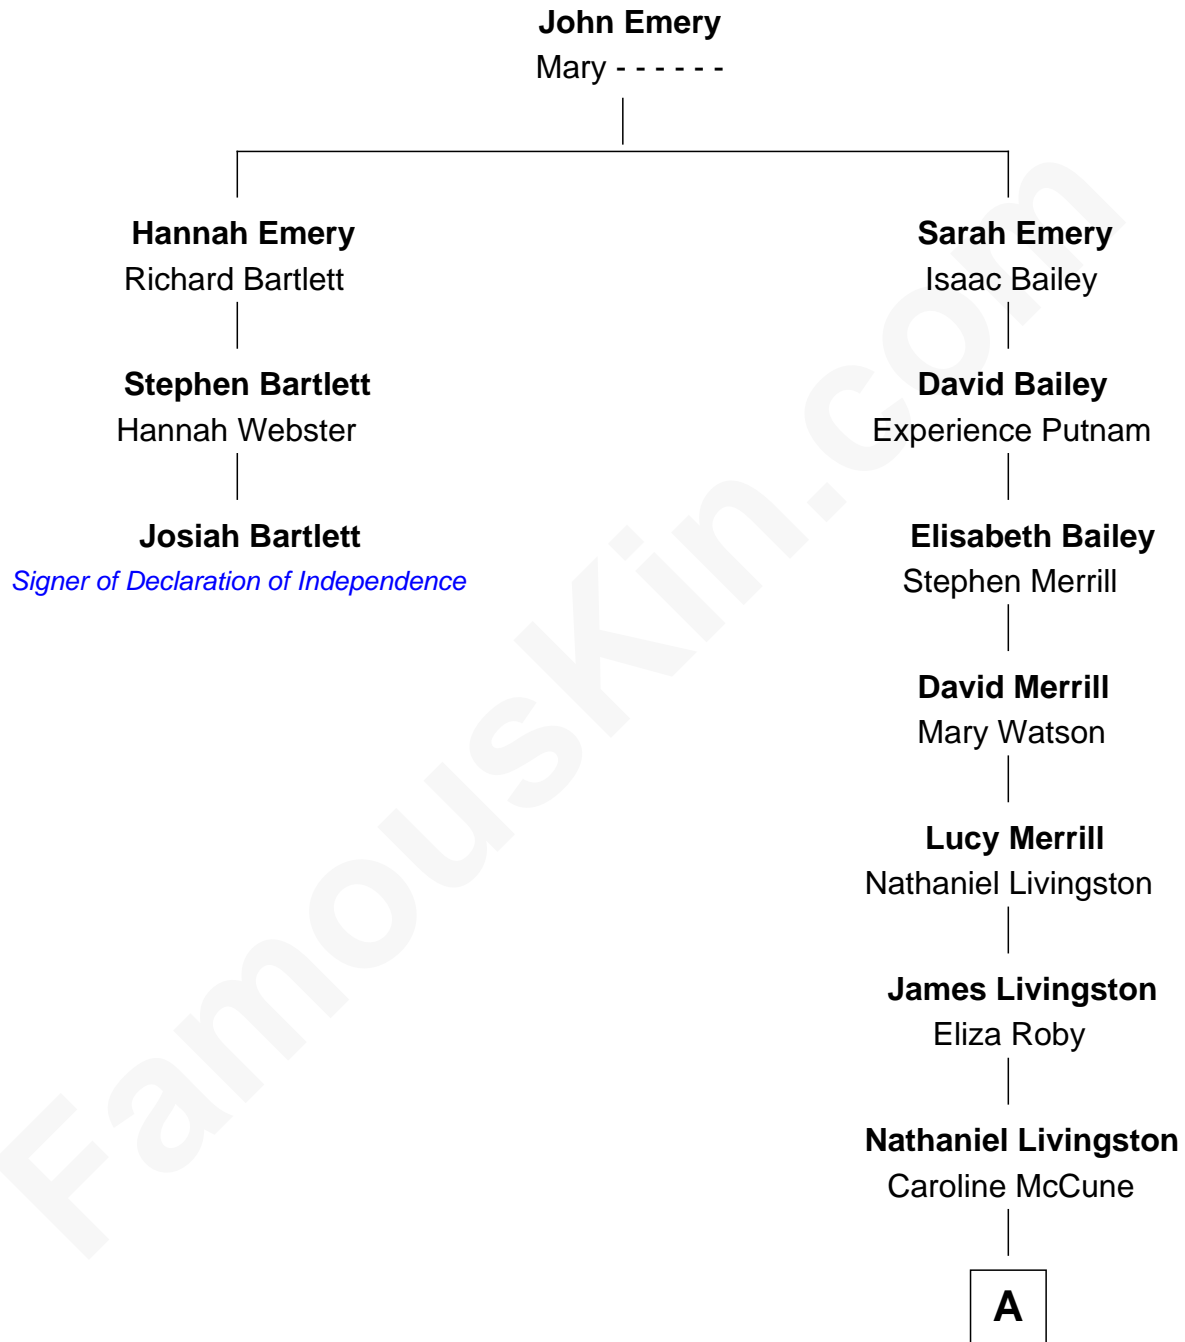 John Emery
Mary - - - - - -
Hannah Emery
Richard Bartlett
Sarah Emery
Isaac Bailey
Stephen Bartlett
Hannah Webster
David Bailey
Experience Putnam
Josiah Bartlett
Signer of Declaration of Independence
Elisabeth Bailey
Stephen Merrill
David Merrill
Mary Watson
Lucy Merrill
Nathaniel Livingston
James Livingston
Eliza Roby
Nathaniel Livingston
Caroline McCune
A
FamousKin.com